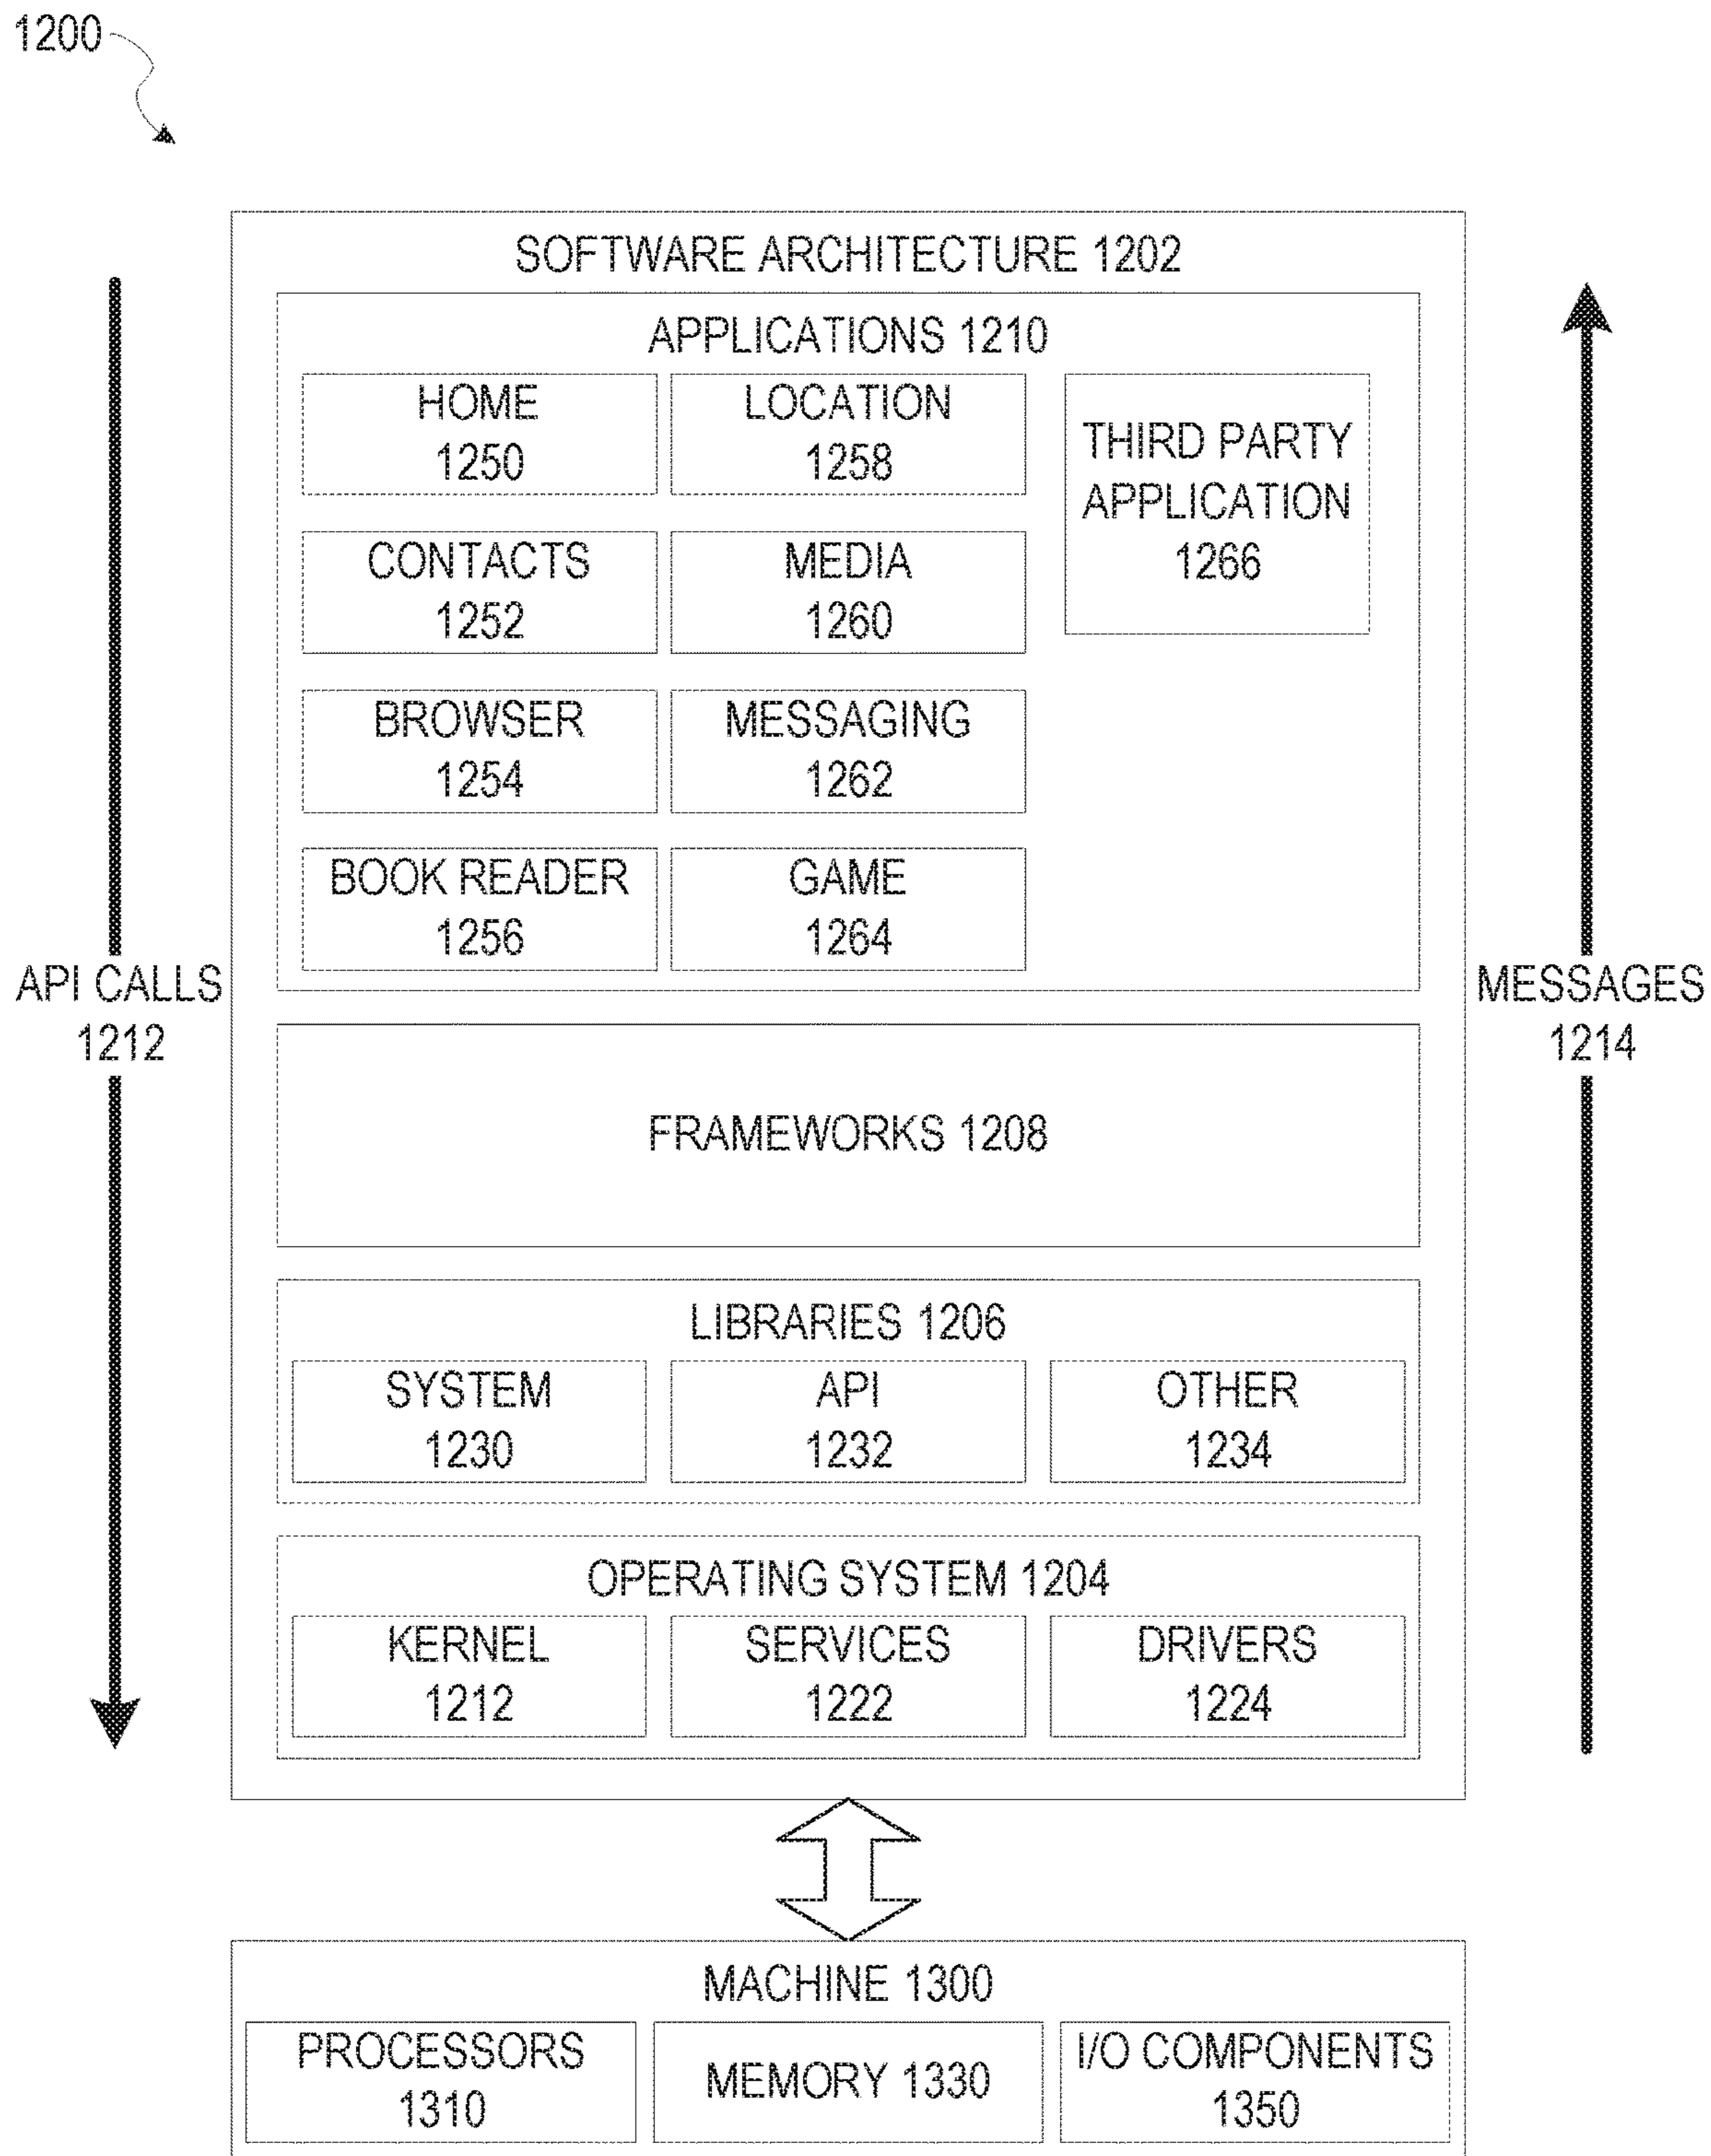 1200
SOFTWARE ARCHITECTURE 1202
APPLICATIONS 1210
HOME
1250
LOCATION
1258
THIRD PARTY
APPLICATION
1266
CONTACTS
1252
MEDIA
1260
BROWSER
1254
MESSAGING
1262
BOOK READER
1256
GAME
1264
API CALLS
1212
MESSAGES
1214
FRAMEWORKS 1208
LIBRARIES 1206
SYSTEM
1230
API
1232
OTHER
1234
OPERATING SYSTEM 1204
KERNEL
1212
SERVICES
1222
DRIVERS
1224
MACHINE 1300
PROCESSORS
1310
MEMORY 1330
I/O COMPONENTS
1350